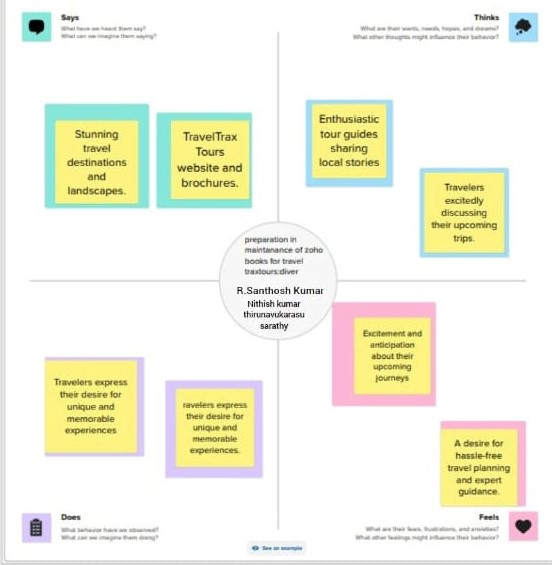 Says
What have we heard them say?
What can we imagine them saying?
Thinks
What are their wants, needs, hopes, and dreams?
What other thoughts might influence their behavior?
Stunning
travel
destinations
and
landscapes.
TravelTrax
Tours
website and
brochures.
Enthusiastic
tour guides
sharing
local stories
Travelers
excitedly
discussing
their upcoming
trips.
preparation in
maintanance of zoho
books for travel
traxtours:diver
R.Santhosh Kumar
Nithish kumar
thirunavukarasu
sarathy
Travelers express
their desire for
unique and
memorable
experiences
ravelers express
their desire for
unique and
memorable
experiences.
Excitement and
anticipation
about their
upcoming
journeys
A desire for
hassle-free
travel planning
and expert
guidance.
Does
What behavior have we observed?
What can we imagine them doing?
Feels
What are their fears, frustrations, and anxieties?
What other feelings might influence their behavior?
See an example